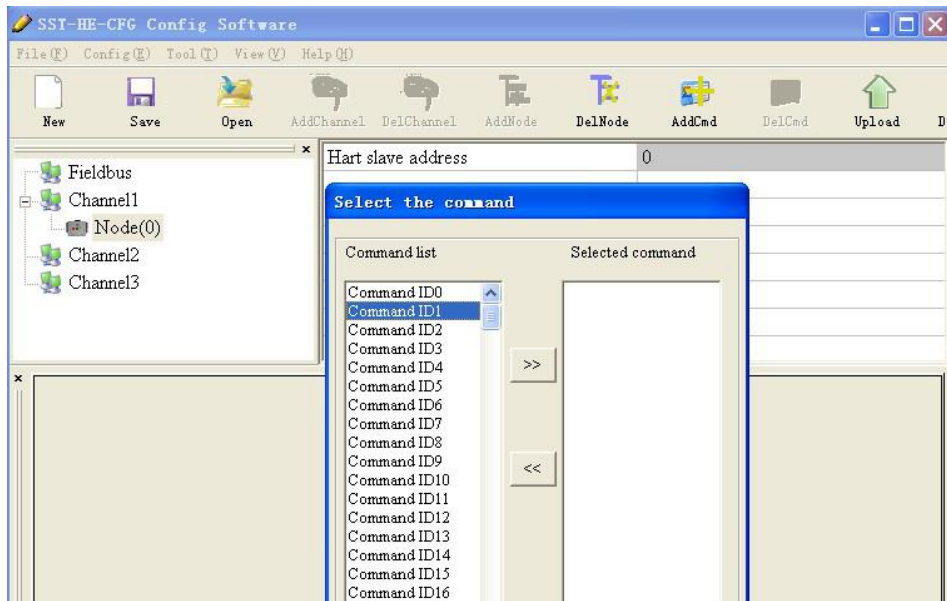 SST-HE-CFG Config Software
File(F) Config(E) Tool(T) View(V) Help(H)
New Save Open AddChannel DelChannel AddNode DelNode AddCmd DelCmd Upload D
Fieldbus
Channel1
Node(0)
Channel2
Channel3
Hart slave address 0
Select the command
Command list Selected command
Command ID0
Command ID1
Command ID2
Command ID3
Command ID4
Command ID5
Command ID6
Command ID7
Command ID8
Command ID9
Command ID10
Command ID11
Command ID12
Command ID13
Command ID14
Command ID15
Command ID16
>>
<<